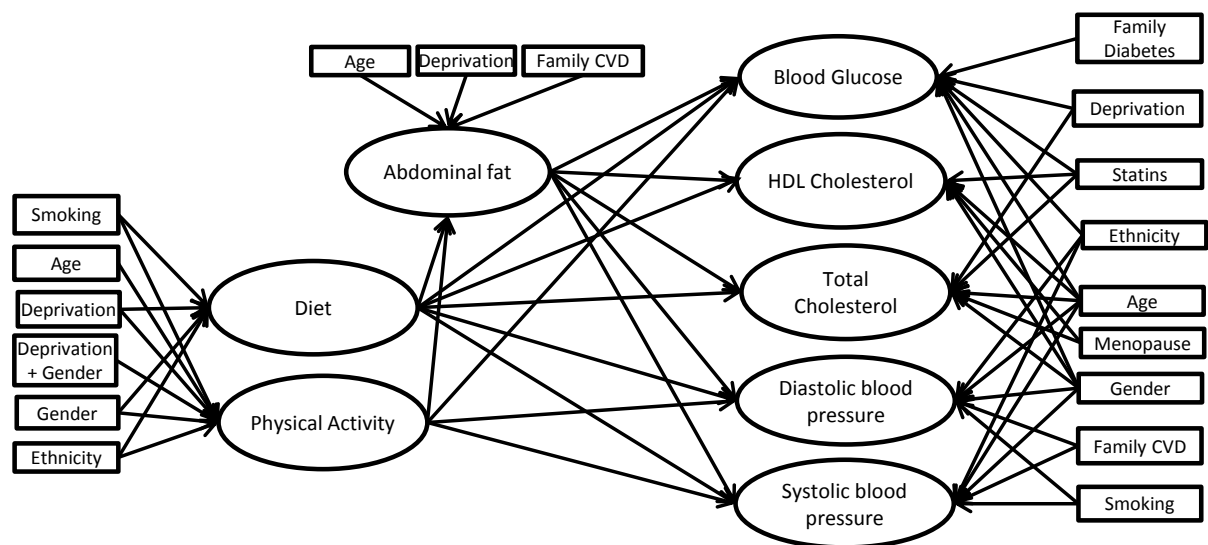 Age
Deprivation
Family CVD
Abdominal fat
Smoking
Age
Deprivation
Deprivation
+ Gender
Gender
Ethnicity
Diet
Physical Activity
Blood Glucose
HDL Cholesterol
Total
Cholesterol
Diastolic blood
pressure
Systolic blood
pressure
Family
Diabetes
Deprivation
Statins
Ethnicity
Age
Menopause
Gender
Family CVD
Smoking